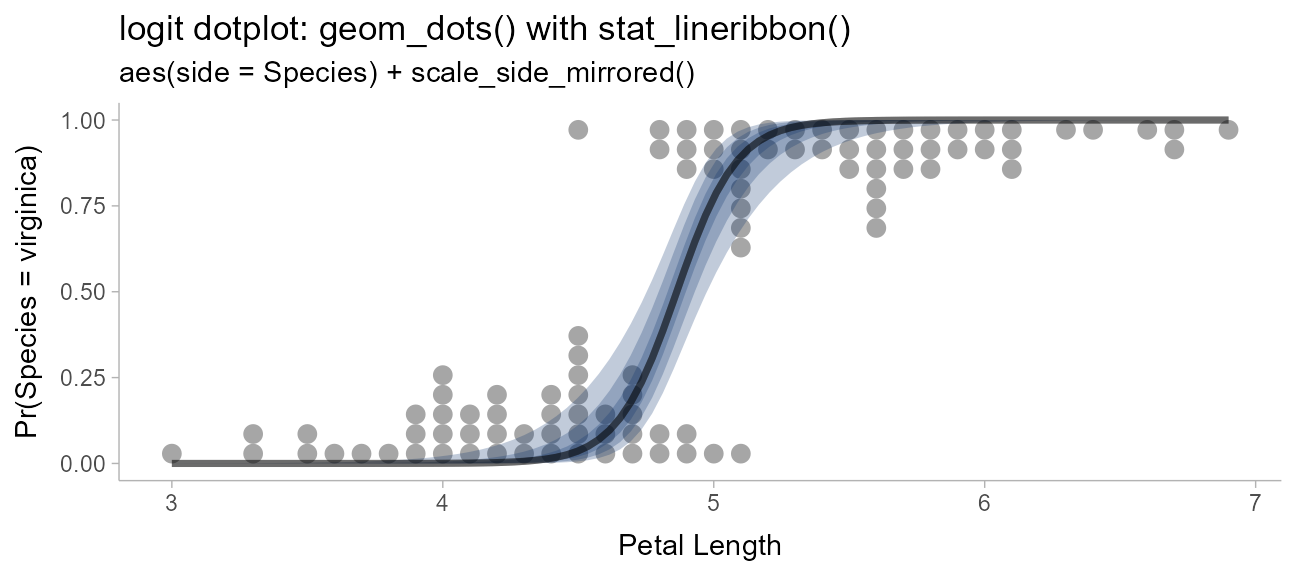 logit dotplot: geom_dots() with stat_lineribbon()
aes(side = Species) + scale_side_mirrored()
Pr(Species = virginica)
1.00
0.75
0.50
0.25
0.00
3
4
5
6
7
Petal Length